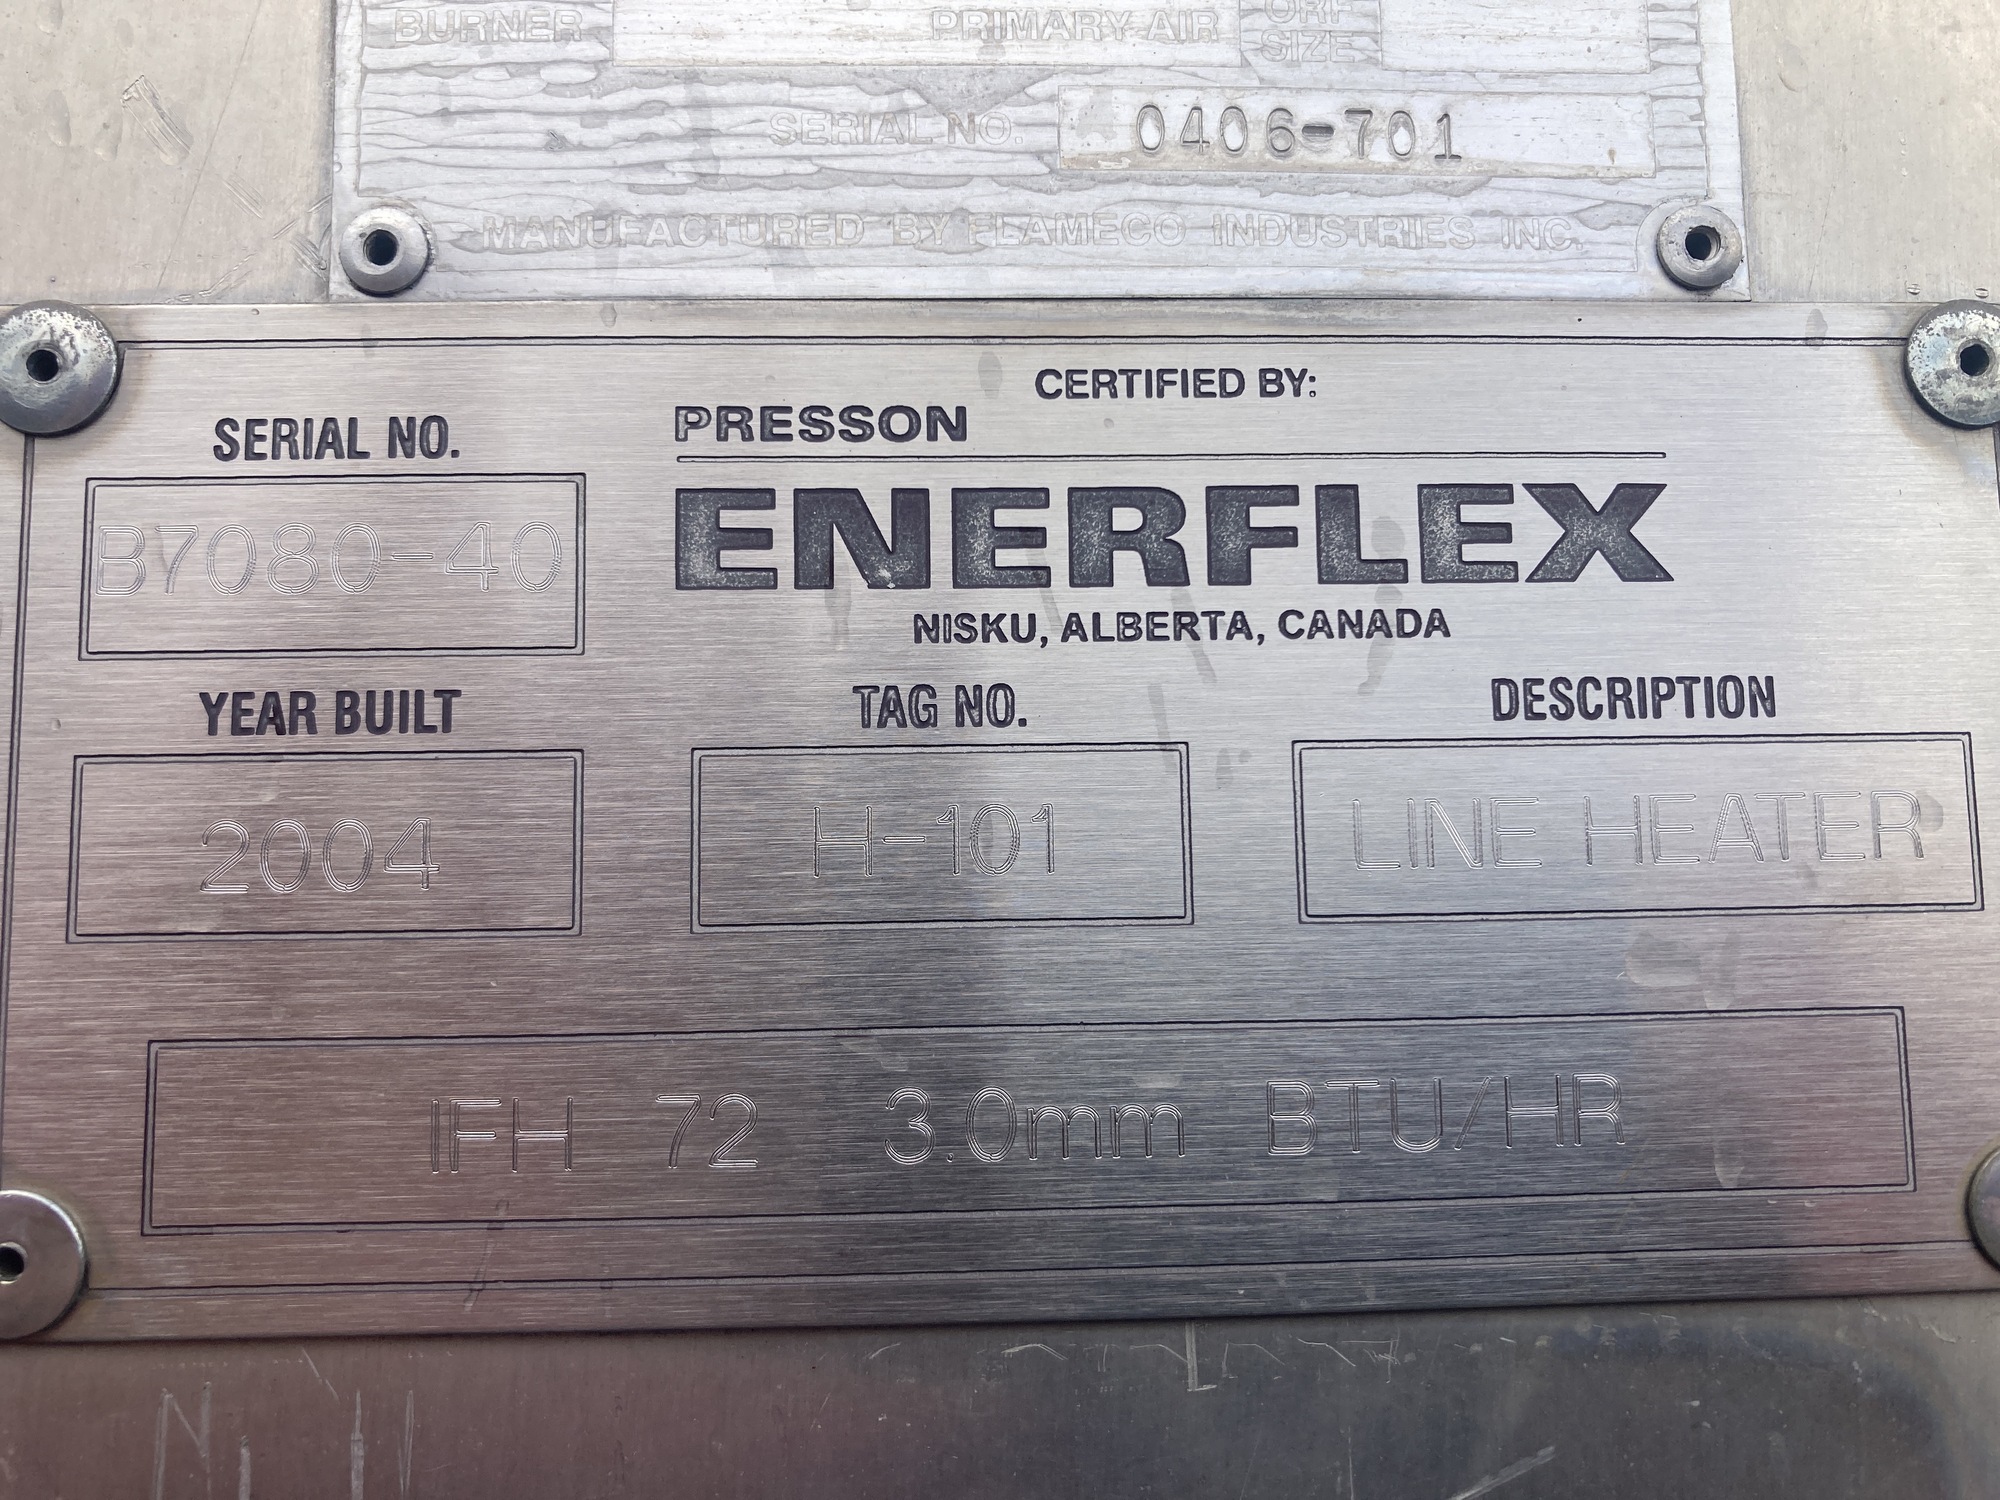 BURNER PRIMARY AIR ORF SIZE
SERIAL NO. 0406-701
MANUFACTURED BY FLAMECO INDUSTRIES INC.
CERTIFIED BY:
PRESSON
ENERFLEX
NISKU, ALBERTA, CANADA
SERIAL NO.
B7080-40
YEAR BUILT TAG NO. DESCRIPTION
2004 H-101 LINE HEATER
IFH 72 3.0mm BTU/HR